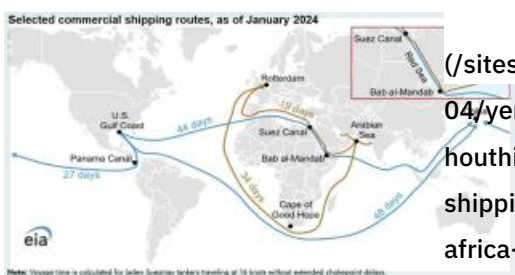 Selected commercial shipping routes, as of January 2024
Suez Canal
Red Sea
Bab al-Mandab
Rotterdam
19 days
U.S.
Gulf Coast
44 days
Suez Canal
Arabian
Sea
Panama Canal
Bab al-Mandab
27 days
34 days
48 days
Cape of
Good Hope
eia
Note: Voyage time is calculated for laden Suezmax tankers traveling at 14 knots without extended chokepoint delays.
(/sites
04/yer
houthi
shippi
africa-